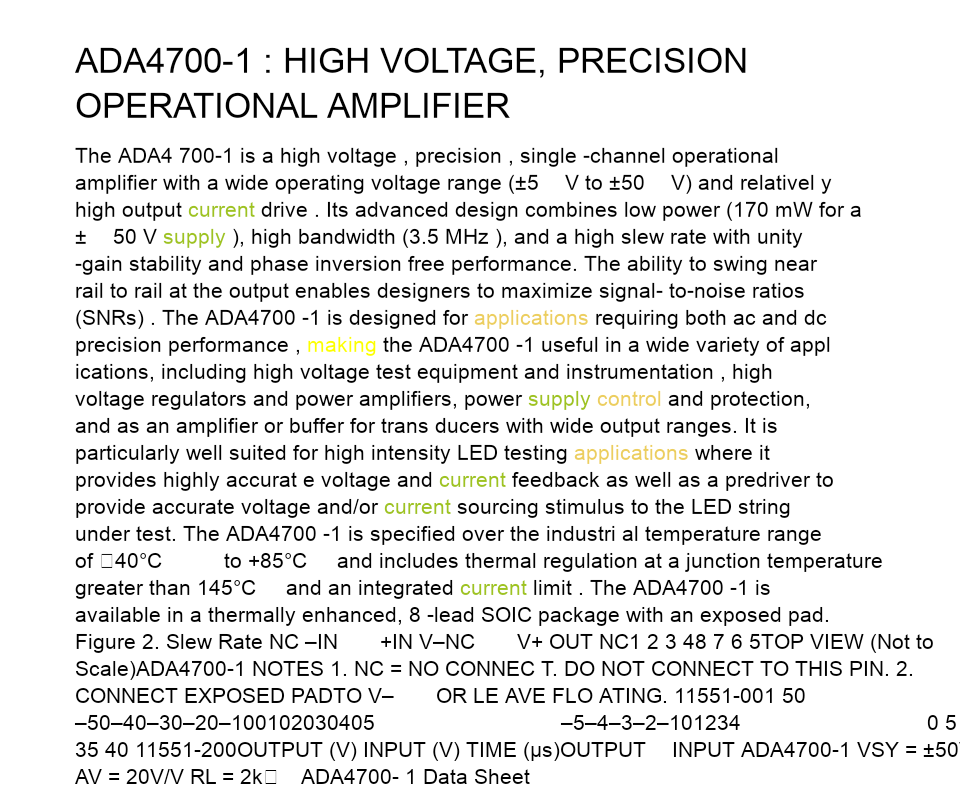 ADA4700-1 : HIGH VOLTAGE, PRECISION
OPERATIONAL AMPLIFIER
The ADA4 700-1 is a high voltage , precision , single -channel operational
amplifier with a wide operating voltage range (±5 V to ±50 V) and relativel y
high output current drive . Its advanced design combines low power (170 mW for a
± 50 V supply ), high bandwidth (3.5 MHz ), and a high slew rate with unity
-gain stability and phase inversion free performance. The ability to swing near
rail to rail at the output enables designers to maximize signal- to-noise ratios
(SNRs) . The ADA4700 -1 is designed for applications requiring both ac and dc
precision performance , making the ADA4700 -1 useful in a wide variety of appl
ications, including high voltage test equipment and instrumentation , high
voltage regulators and power amplifiers, power supply control and protection,
and as an amplifier or buffer for trans ducers with wide output ranges. It is
particularly well suited for high intensity LED testing applications where it
provides highly accurat e voltage and current feedback as well as a predriver to
provide accurate voltage and/or current sourcing stimulus to the LED string
under test. The ADA4700 -1 is specified over the industri al temperature range
of □40°C to +85°C and includes thermal regulation at a junction temperature
greater than 145°C and an integrated current limit . The ADA4700 -1 is
available in a thermally enhanced, 8 -lead SOIC package with an exposed pad.
Figure 2. Slew Rate NC –IN +IN V–NC V+ OUT NC1 2 3 48 7 6 5TOP VIEW (Not to
Scale)ADA4700-1 NOTES 1. NC = NO CONNEC T. DO NOT CONNECT TO THIS PIN. 2.
CONNECT EXPOSED PADTO V– OR LE AVE FLO ATING. 11551-001 50
–50–40–30–20–100102030405 –5–4–3–2–101234 0 5
35 40 11551-200OUTPUT (V) INPUT (V) TIME (µs)OUTPUT INPUT ADA4700-1 VSY = ±50
AV = 20V/V RL = 2k□ ADA4700- 1 Data Sheet